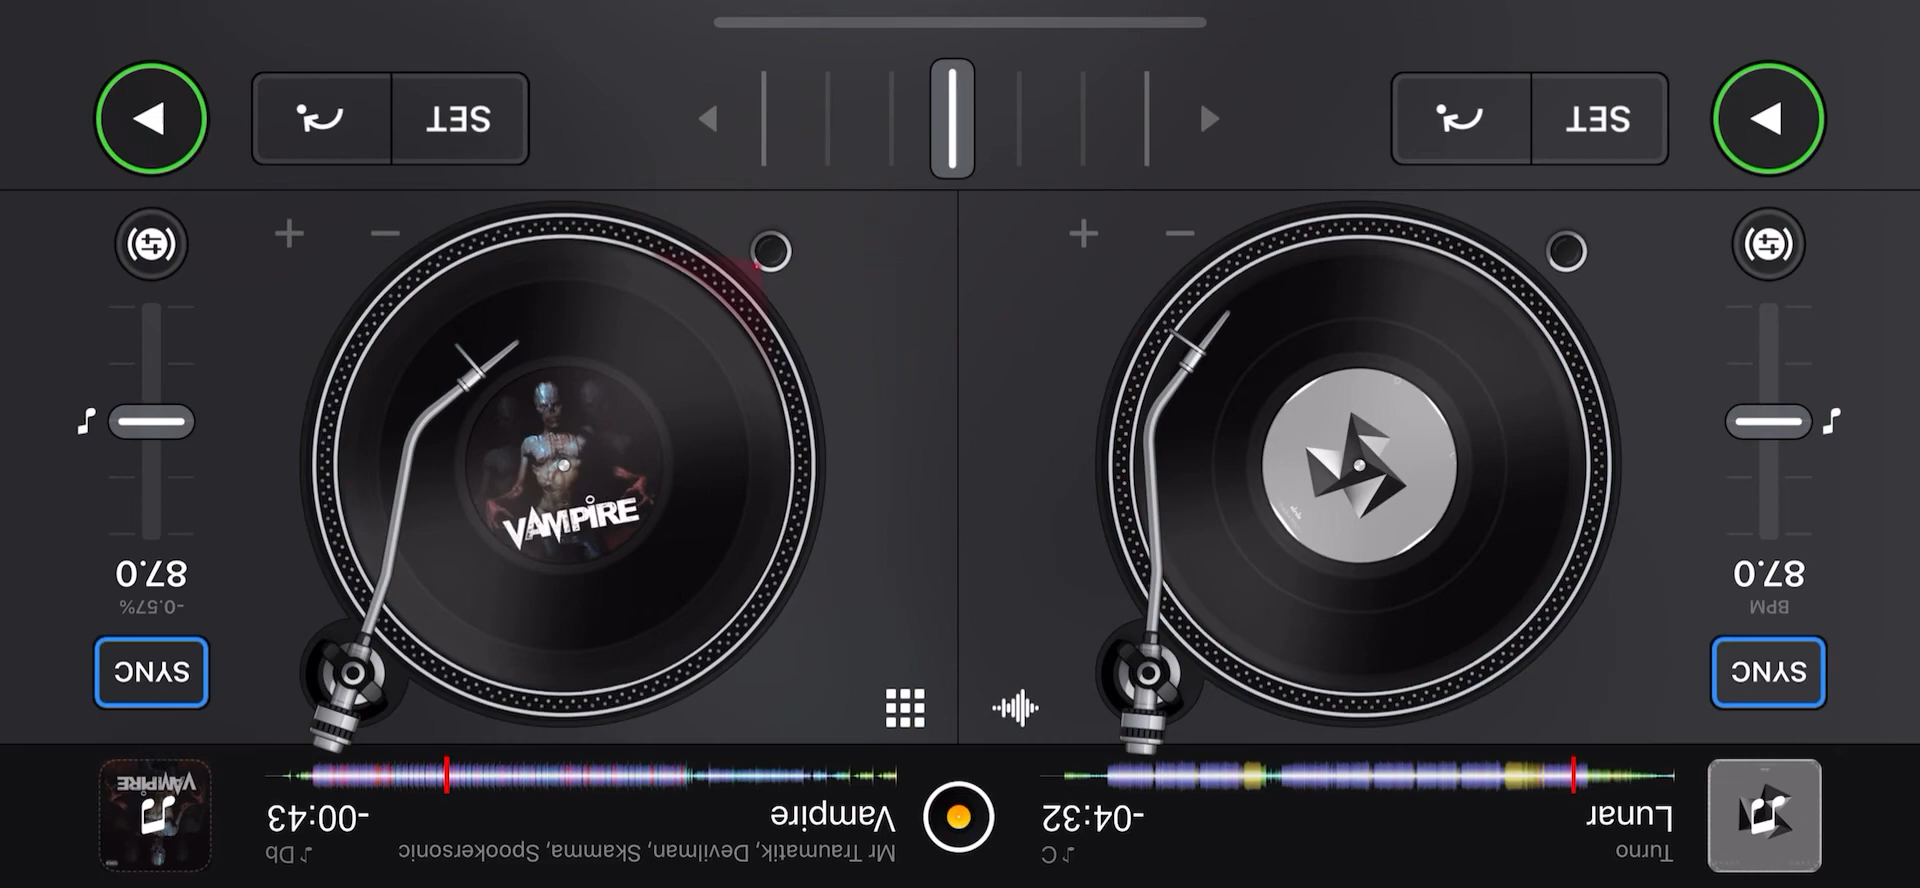 Turno
♪ C
Lunar
-04:32
Mr Traumatik, Devilman, Skamma, Spookersonic
♪ Db
Vampire
-00:43
VAMPIRE
SYNC
SYNC
BPM
87.0
-0.57%
87.0
VAMPIRE
SET
SET